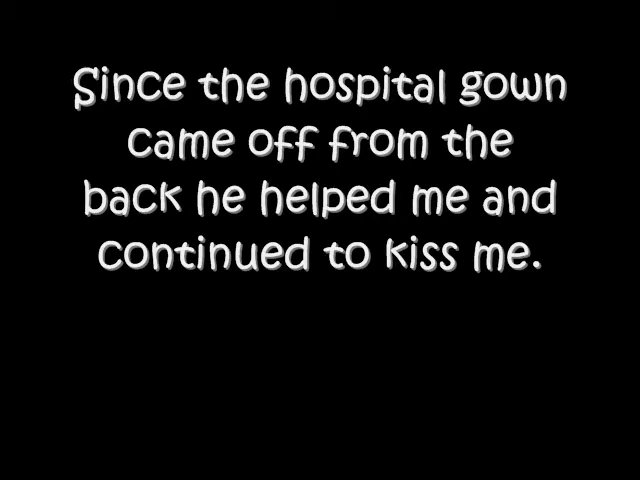 Since the hospital gown
came off from the
back he helped me and
continued to kiss me.